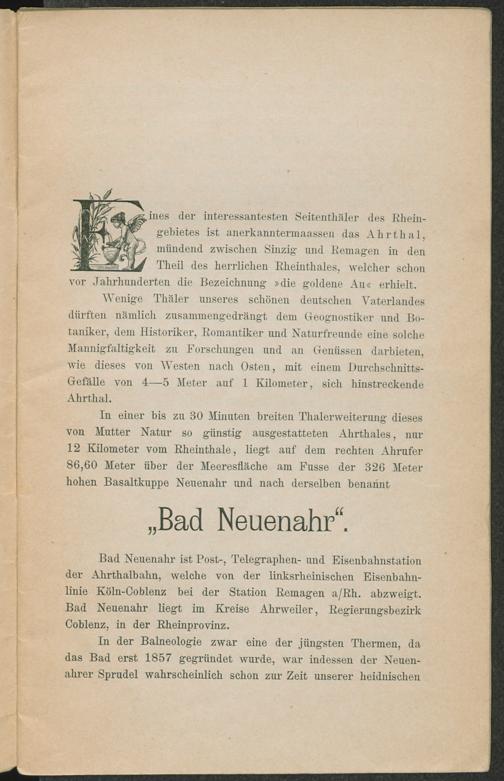 Eines der interessantesten Seitenthäler des Rhein-
gebietes ist anerkanntermaassen das Ahrthal,
mündend zwischen Sinzig und Remagen in den
Theil des herrlichen Rheinthales, welcher schon
vor Jahrhunderten die Bezeichnung »die goldene Au« erhielt.
Wenige Thäler unseres schönen deutschen Vaterlandes
dürften nämlich zusammengedrängt dem Geognostiker und Bo-
taniker, dem Historiker, Romantiker und Naturfreunde eine solche
Mannigfaltigkeit zu Forschungen und an Genüssen darbieten,
wie dieses von Westen nach Osten, mit einem Durchschnitts-
Gefälle von 4—5 Meter auf 1 Kilometer, sich hinstreckende
Ahrthal.
In einer bis zu 30 Minuten breiten Thalerweiterung dieses
von Mutter Natur so günstig ausgestatteten Ahrthales, nur
12 Kilometer vom Rheinthale, liegt auf dem rechten Ahrufer
86,60 Meter über der Meeresfläche am Fusse der 326 Meter
hohen Basaltkuppe Neuenahr und nach derselben benannt
„Bad Neuenahr“.
Bad Neuenahr ist Post-, Telegraphen- und Eisenbahnstation
der Ahrthalbahn, welche von der linksrheinischen Eisenbahn-
linie Köln-Coblenz bei der Station Remagen a/Rh. abzweigt.
Bad Neuenahr liegt im Kreise Ahrweiler, Regierungsbezirk
Coblenz, in der Rheinprovinz.
In der Balneologie zwar eine der jüngsten Thermen, da
das Bad erst 1857 gegründet wurde, war indessen der Neuen-
ahrer Sprudel wahrscheinlich schon zur Zeit unserer heidnischen